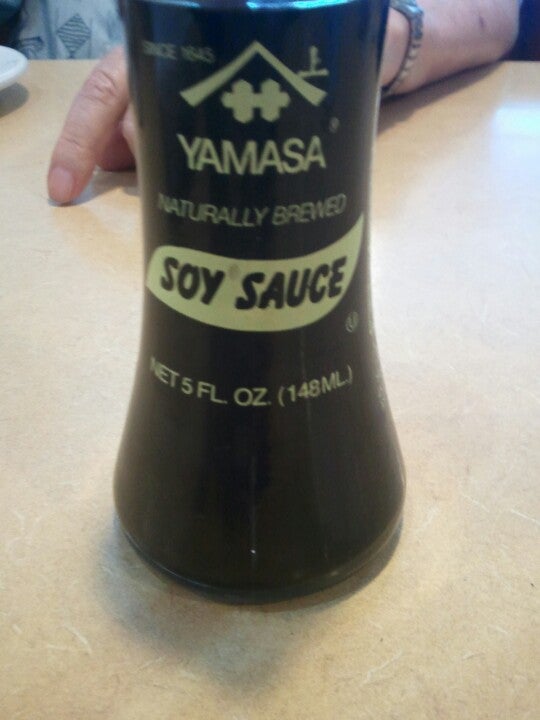 SINCE 1645
YAMASA®
NATURALLY BREWED
SOY SAUCE
NET 5 FL. OZ. (148ML.)